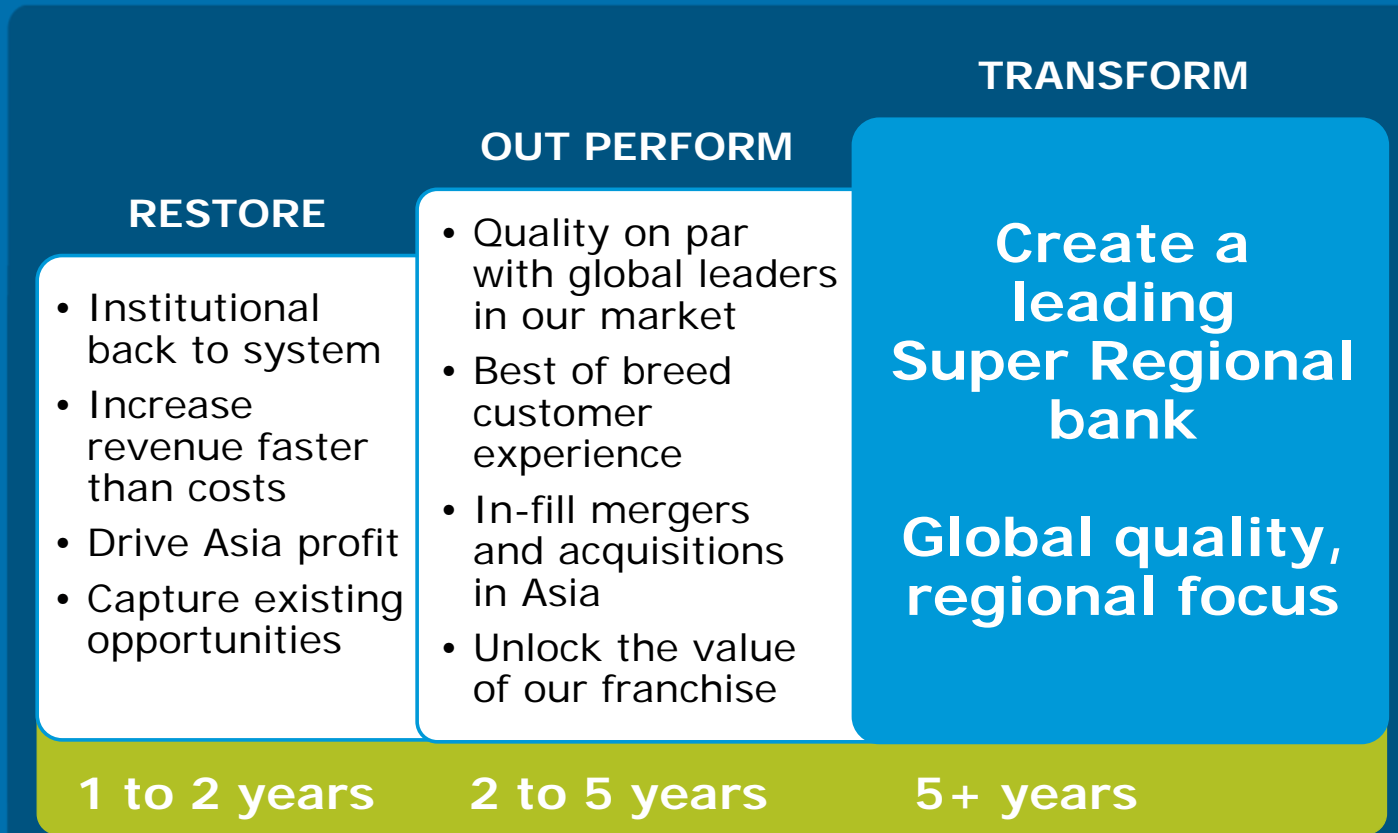 RESTORE
• Institutional
back to system
• Increase
revenue faster
than costs
• Drive Asia profit
• Capture existing
opportunities
1 to 2 years
OUT PERFORM
• Quality on par
with global leaders
in our market
• Best of breed
customer
experience
• In-fill mergers
and acquisitions
in Asia
• Unlock the value
of our franchise
2 to 5 years
TRANSFORM
Create a
leading
Super Regional
bank
Global quality,
regional focus
5+ years